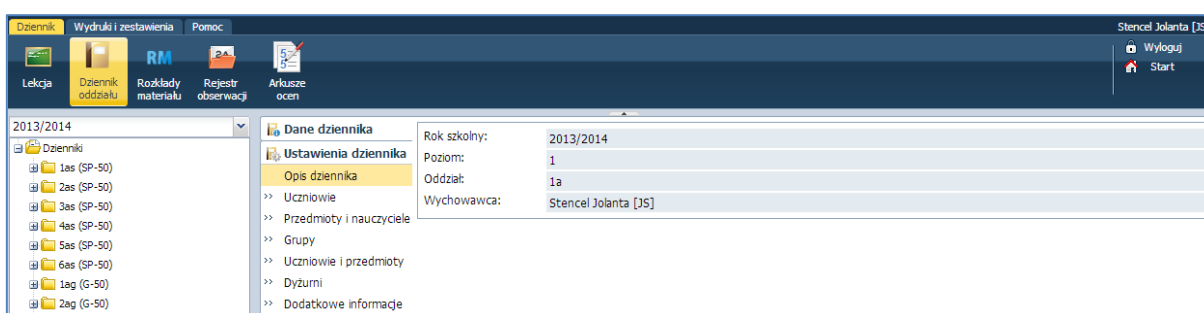 Dziennik Wydruki i zestawienia Pomoc Stencel Jolanta [JS
RM
Wyloguj
Start
Lekcja Dziennik oddziału Rozkłady materiału Rejestr obserwacji Arkusze ocen
2013/2014
Dzienniki
1as (SP-50)
2as (SP-50)
3as (SP-50)
4as (SP-50)
5as (SP-50)
6as (SP-50)
1ag (G-50)
2ag (G-50)
Dane dziennika
Ustawienia dziennika
Opis dziennika
>> Uczniowie
>> Przedmioty i nauczyciele
>> Grupy
>> Uczniowie i przedmioty
>> Dyżurni
>> Dodatkowe informacje
Rok szkolny: 2013/2014
Poziom: 1
Oddział: 1a
Wychowawca: Stencel Jolanta [JS]